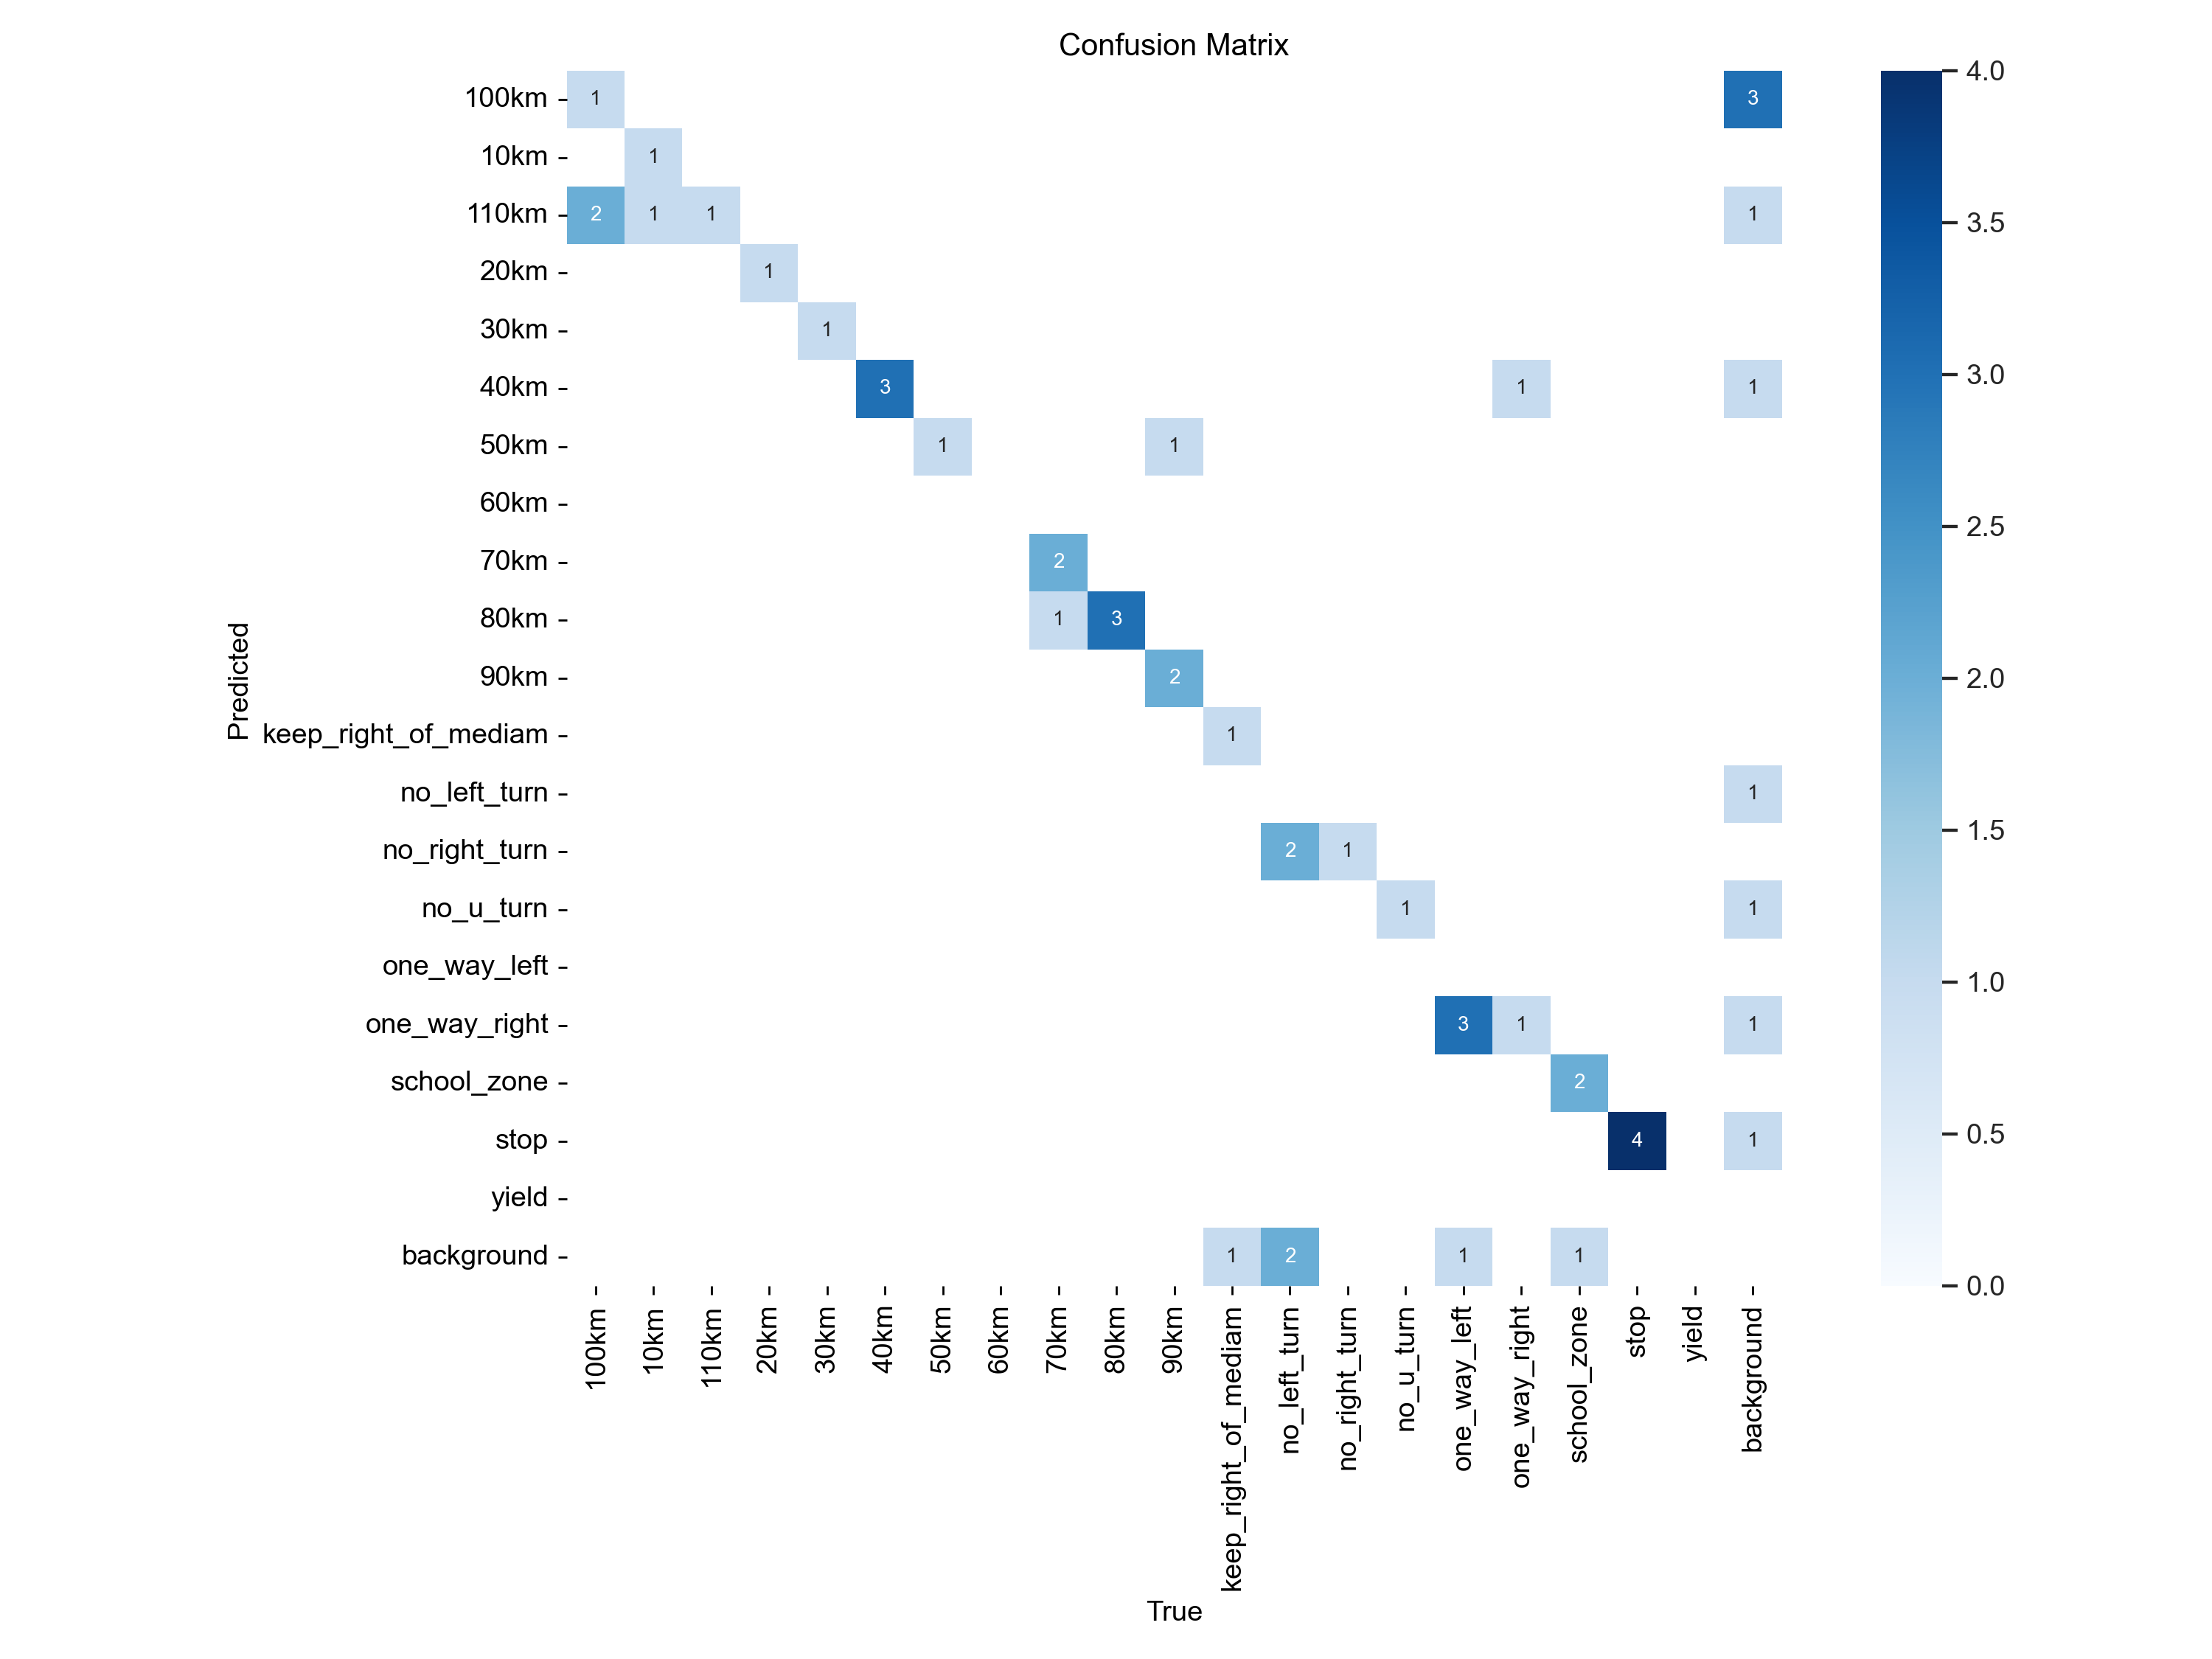 Confusion Matrix
100km 1 3
10km 1
110km 2 1 1 1
20km 1
30km 1
40km 3 1 1
50km 1 1
60km
70km 2
80km 1 3
90km 2
keep_right_of_mediam 1
no_left_turn 1
no_right_turn 2 1
no_u_turn 1 1
one_way_left
one_way_right 3 1 1
school_zone 2
stop 4 1
yield
background 1 2 1 1
Predicted
100km 10km 110km 20km 30km 40km 50km 60km 70km 80km 90km keep_right_of_mediam no_left_turn no_right_turn no_u_turn one_way_left one_way_right school_zone stop yield background
True
4.0
3.5
3.0
2.5
2.0
1.5
1.0
0.5
0.0